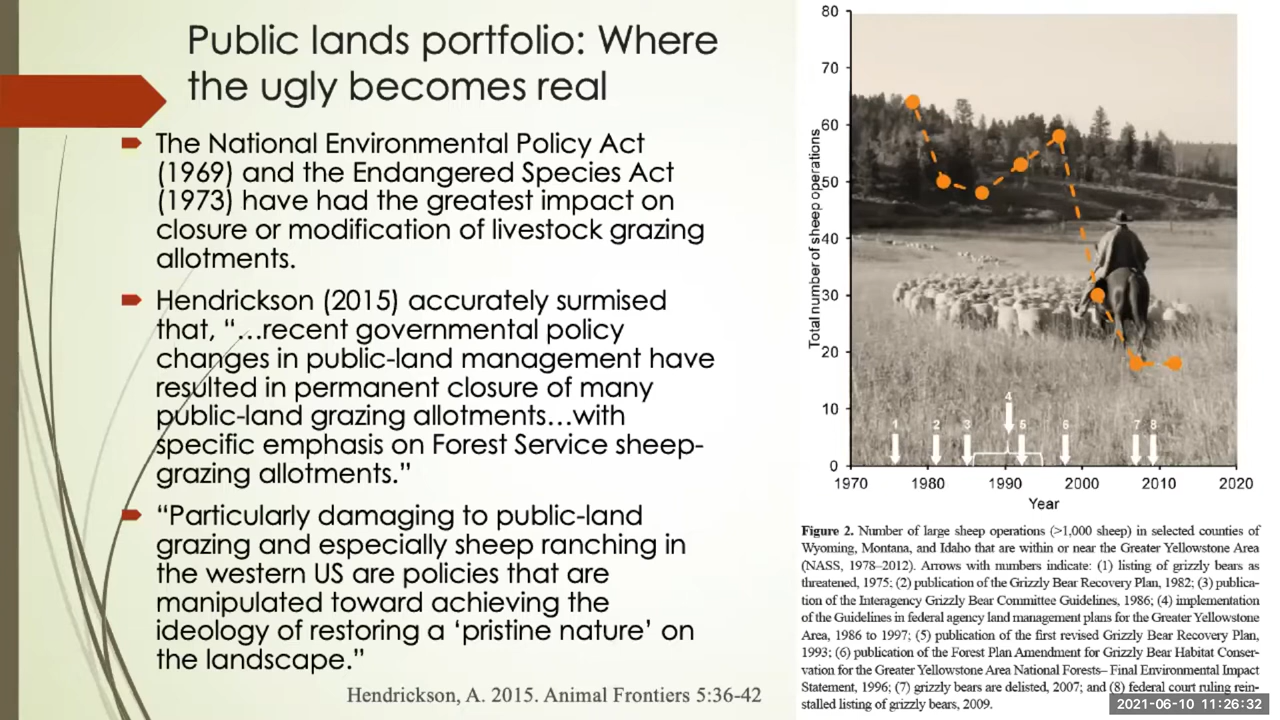 Public lands portfolio: Where
the ugly becomes real
The National Environmental Policy Act
(1969) and the Endangered Species Act
(1973) have had the greatest impact on
closure or modification of livestock grazing
allotments.
Hendrickson (2015) accurately surmised
that, “…recent governmental policy
changes in public-land management have
resulted in permanent closure of many
public-land grazing allotments…with
specific emphasis on Forest Service sheep-
grazing allotments.”
“Particularly damaging to public-land
grazing and especially sheep ranching in
the western US are policies that are
manipulated toward achieving the
ideology of restoring a ‘pristine nature’ on
the landscape.”
Hendrickson, A. 2015. Animal Frontiers 5:36-42
Total number of sheep operations
80
70
60
50
40
30
20
10
0
1 2 3 4 5 6 7 8
1970 1980 1990 2000 2010 2020
Year
Figure 2. Number of large sheep operations (>1,000 sheep) in selected counties of
Wyoming, Montana, and Idaho that are within or near the Greater Yellowstone Area
(NASS, 1978–2012). Arrows with numbers indicate: (1) listing of grizzly bears as
threatened, 1975; (2) publication of the Grizzly Bear Recovery Plan, 1982; (3) publica-
tion of the Interagency Grizzly Bear Committee Guidelines, 1986; (4) implementation
of the Guidelines in federal agency land management plans for the Greater Yellowstone
Area, 1986 to 1997; (5) publication of the first revised Grizzly Bear Recovery Plan,
1993; (6) publication of the Forest Plan Amendment for Grizzly Bear Habitat Conser-
vation for the Greater Yellowstone Area National Forests– Final Environmental Impact
Statement, 1996; (7) grizzly bears are delisted, 2007; and (8) federal court ruling rein-
stalled listing of grizzly bears, 2009.
2021-06-10 11:26:32